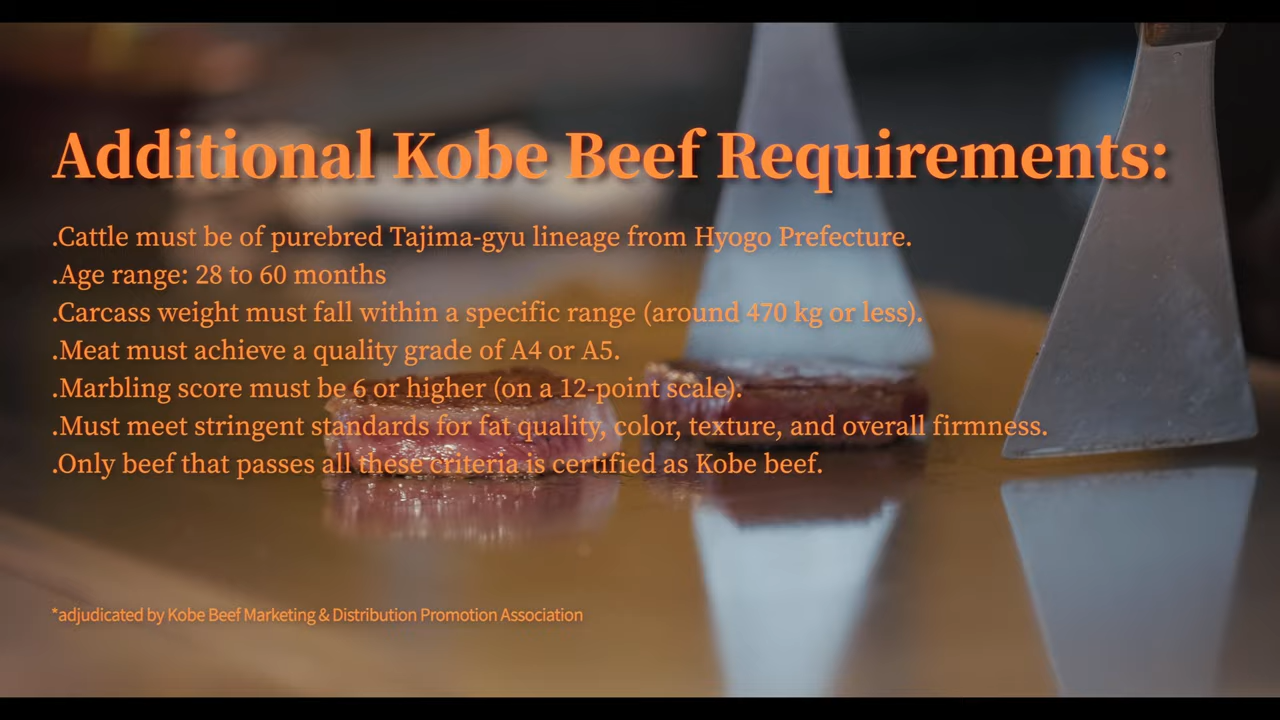 Additional Kobe Beef Requirements:
.Cattle must be of purebred Tajima-gyu lineage from Hyogo Prefecture.
.Age range: 28 to 60 months
.Carcass weight must fall within a specific range (around 470 kg or less).
.Meat must achieve a quality grade of A4 or A5.
.Marbling score must be 6 or higher (on a 12-point scale).
.Must meet stringent standards for fat quality, color, texture, and overall firmness.
.Only beef that passes all these criteria is certified as Kobe beef.
*adjudicated by Kobe Beef Marketing & Distribution Promotion Association